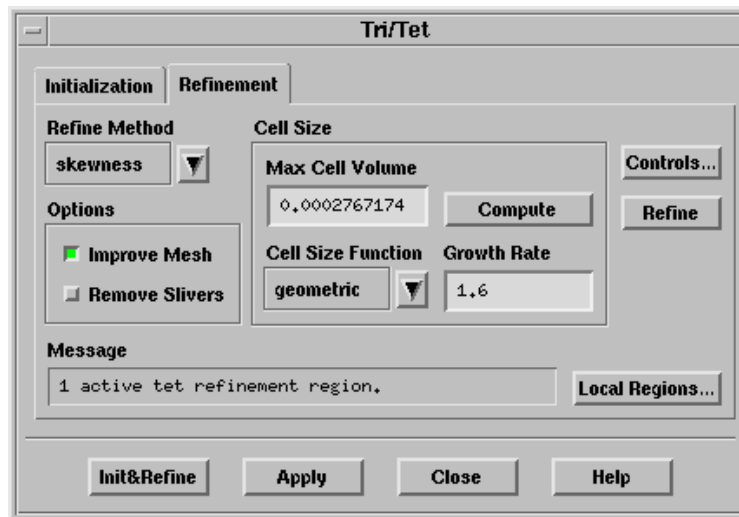 Tri/Tet
Initialization
Refinement
Refine Method
skewness
Cell Size
Max Cell Volume
0.0002767174
Compute
Cell Size Function
geometric
Growth Rate
1.6
Controls...
Refine
Options
Improve Mesh
Remove Slivers
Message
1 active tet refinement region.
Local Regions...
Init&Refine
Apply
Close
Help